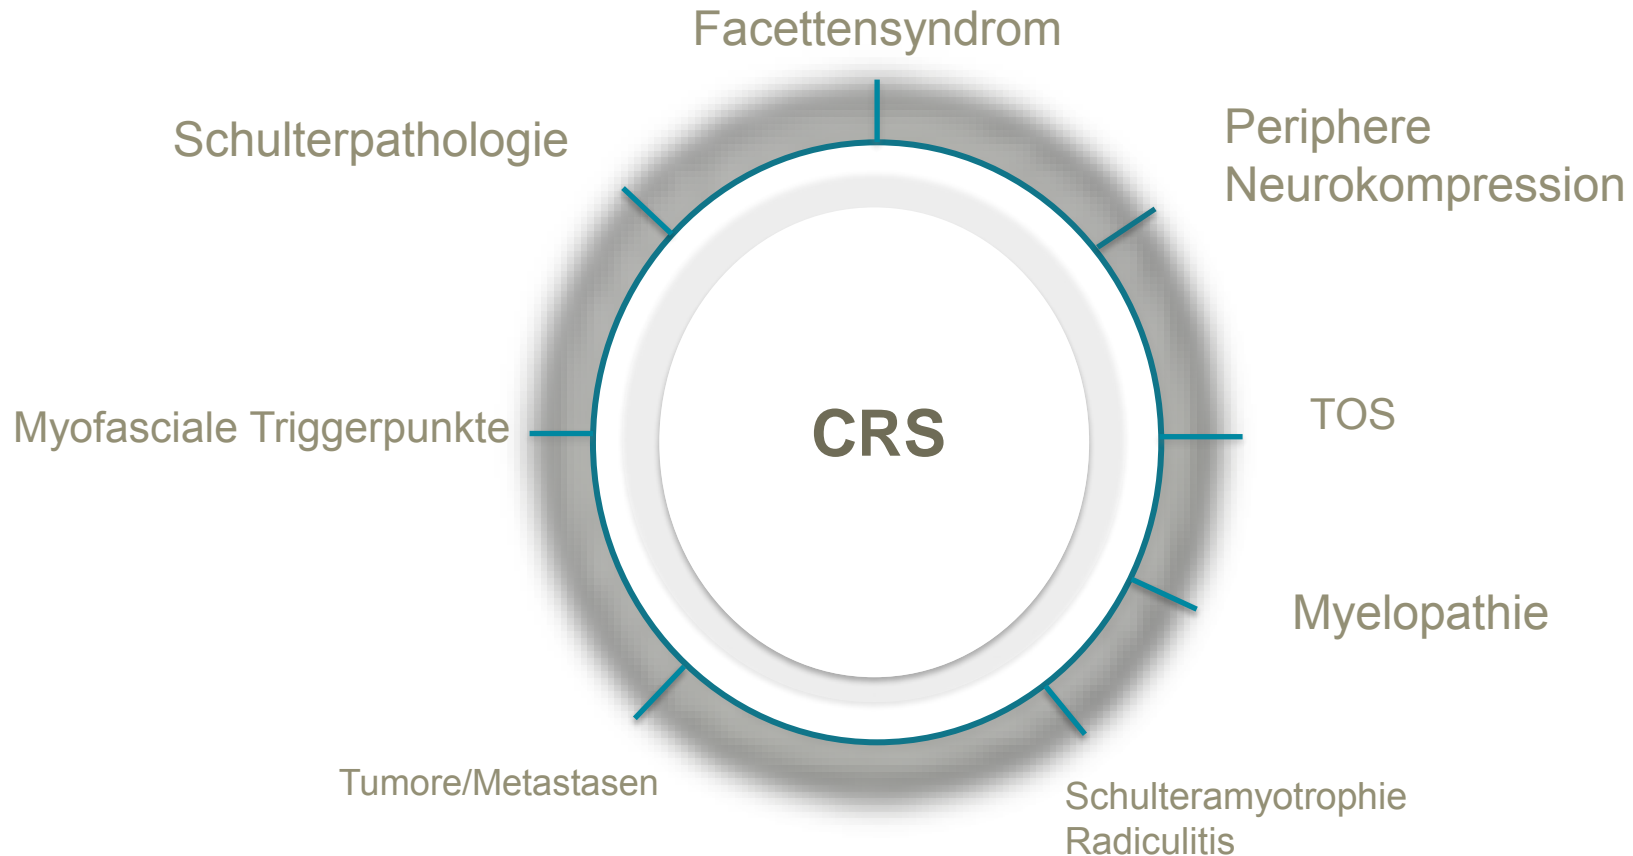 Facettensyndrom
Schulterpathologie
Periphere
Neurokompression
Myofasciale Triggerpunkte
CRS
TOS
Myelopathie
Tumore/Metastasen
Schulteramyotrophie
Radiculitis